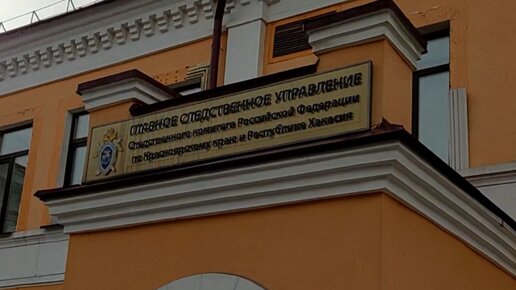 ГЛАВНОЕ СЛЕДСТВЕННОЕ УПРАВЛЕНИЕ
Следственного комитета Российской Федерации
по Красноярскому краю и Республике Хакасия